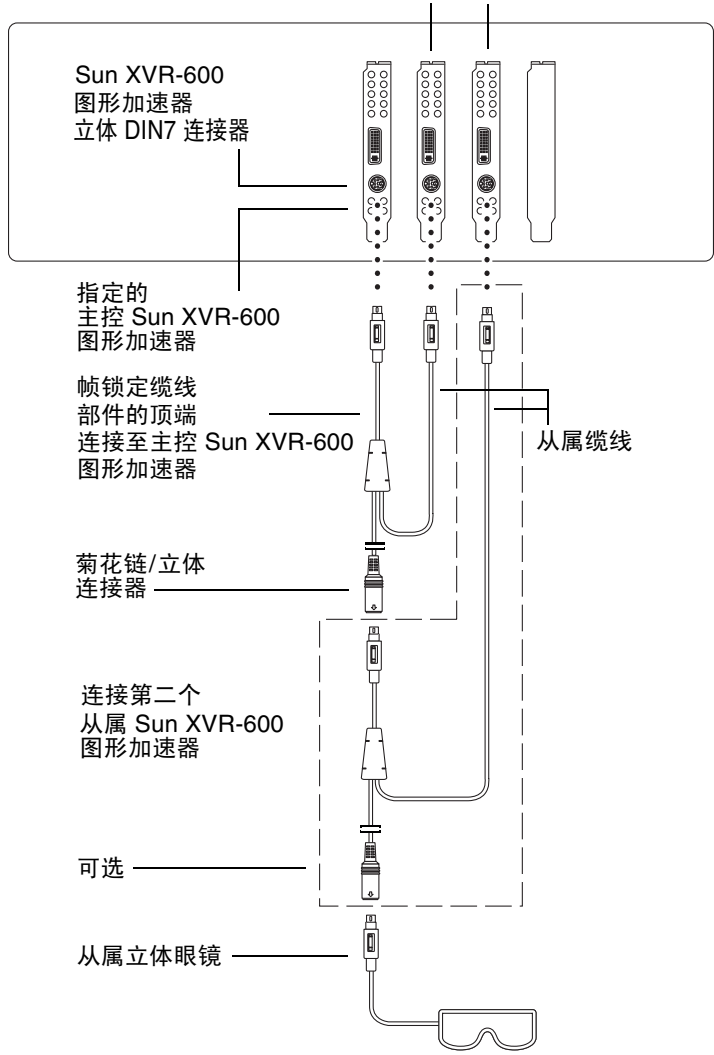 Sun XVR-600
图形加速器
立体 DIN7 连接器
指定的
主控 Sun XVR-600
图形加速器
帧锁定缆线
部件的顶端
连接至主控 Sun XVR-600
图形加速器
从属缆线
菊花链/立体
连接器
连接第二个
从属 Sun XVR-600
图形加速器
可选
从属立体眼镜